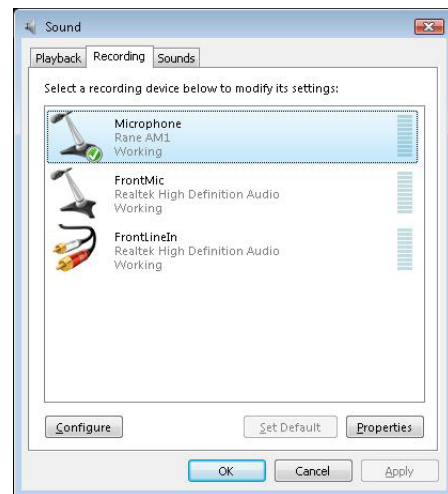 Sound
Playback Recording Sounds
Select a recording device below to modify its settings:
Microphone
Rane AM1
Working
FrontMic
Realtek High Definition Audio
Working
FrontLineIn
Realtek High Definition Audio
Working
Configure Set Default Properties
OK Cancel Apply